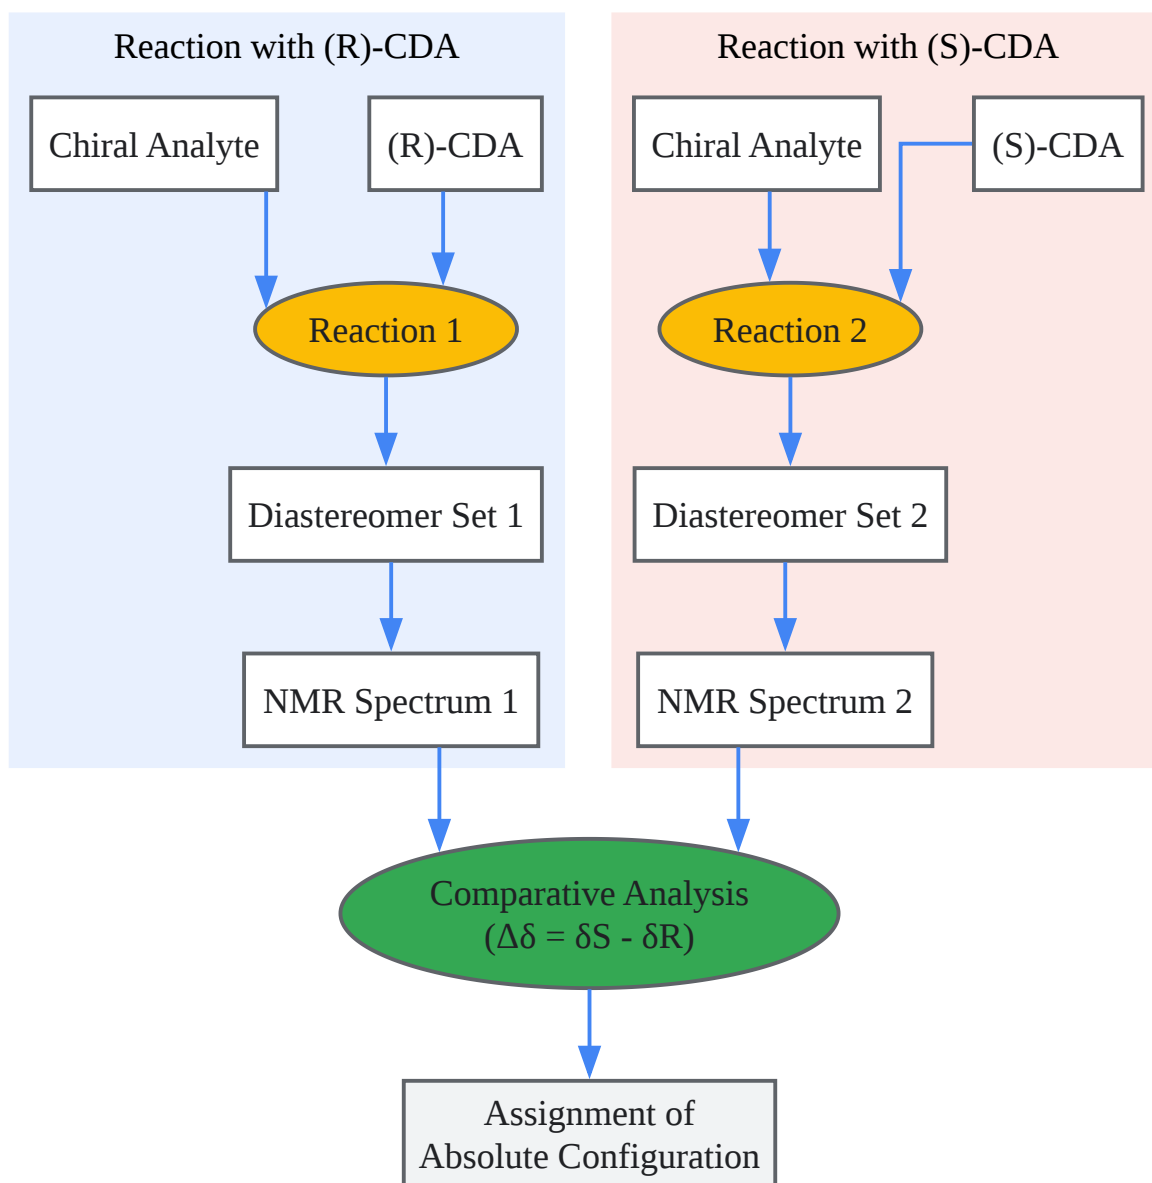 Reaction with (R)-CDA
Chiral Analyte
(R)-CDA
Reaction 1
Diastereomer Set 1
NMR Spectrum 1
Reaction with (S)-CDA
Chiral Analyte
(S)-CDA
Reaction 2
Diastereomer Set 2
NMR Spectrum 2
Comparative Analysis
(Δδ = δS - δR)
Assignment of
Absolute Configuration